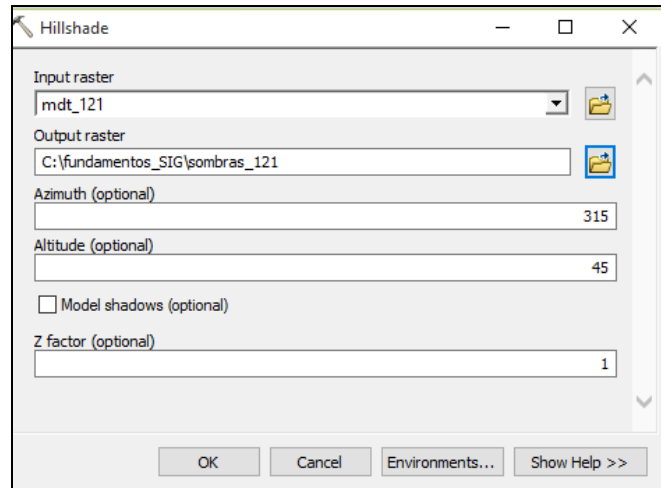 Hillshade
Input raster
mdt_121
Output raster
C:\fundamentos_SIG\sombras_121
Azimuth (optional)
315
Altitude (optional)
45
Model shadows (optional)
Z factor (optional)
1
OK Cancel Environments... Show Help >>